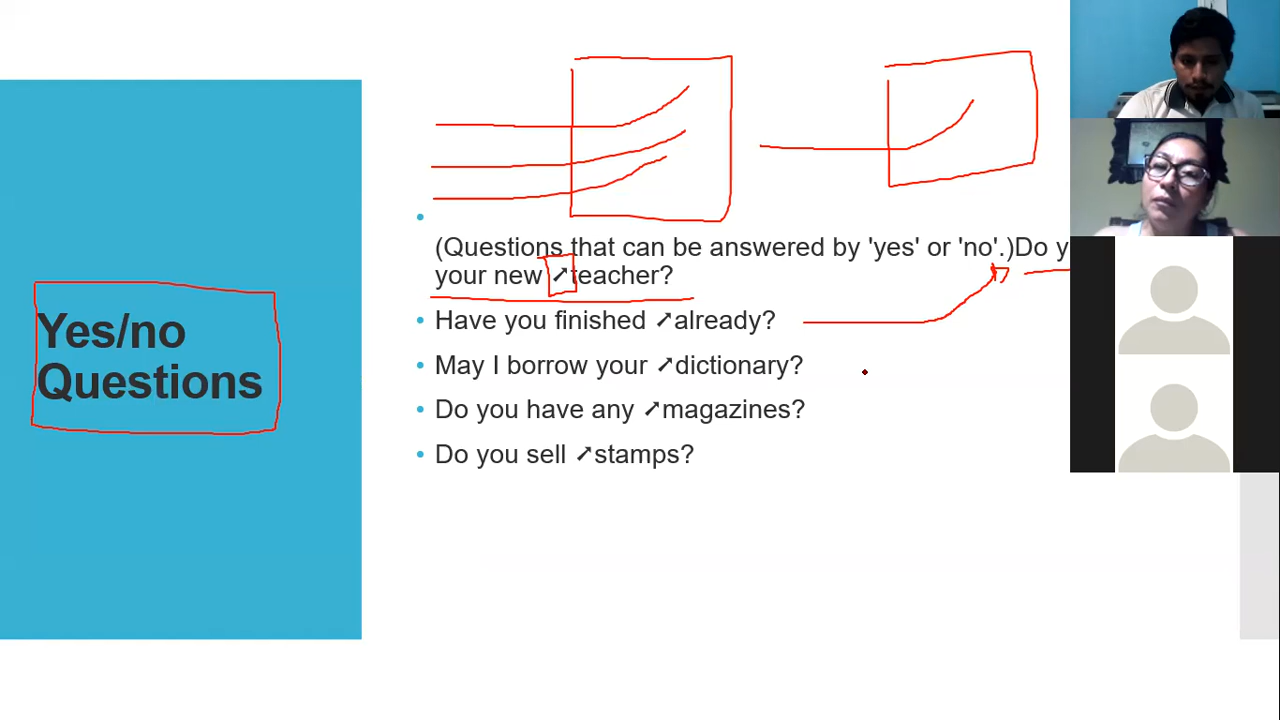 Yes/no
Questions
(Questions that can be answered by 'yes' or 'no'.)Do
your new ↗teacher?
Have you finished ↗already?
May I borrow your ↗dictionary?
Do you have any ↗magazines?
Do you sell ↗stamps?